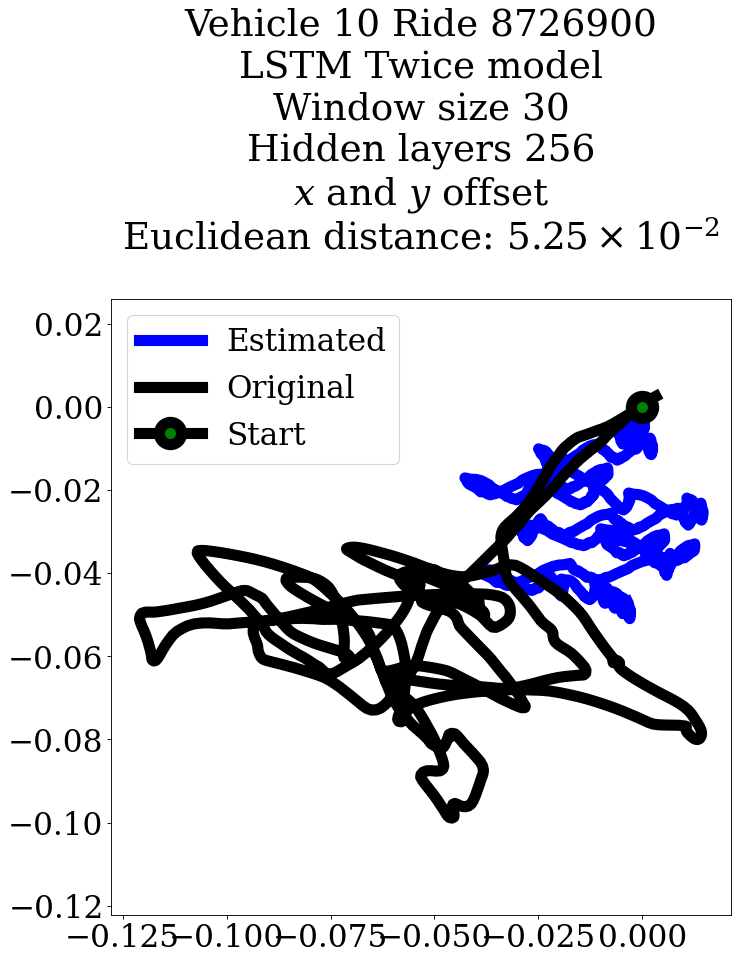 Vehicle 10 Ride 8726900
LSTM Twice model
Window size 30
Hidden layers 256
x and y offset
Euclidean distance: 5.25 × 10⁻²
Estimated
Original
Start
0.02
0.00
−0.02
−0.04
−0.06
−0.08
−0.10
−0.12
−0.125 −0.100 −0.075 −0.050 −0.025 0.000